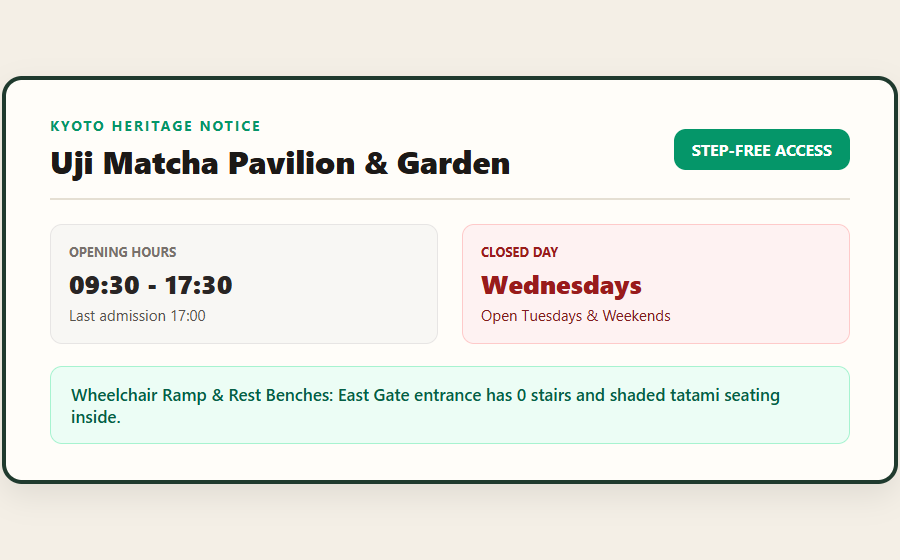 KYOTO HERITAGE NOTICE
Uji Matcha Pavilion & Garden
STEP-FREE ACCESS
OPENING HOURS
09:30 - 17:30
Last admission 17:00
CLOSED DAY
Wednesdays
Open Tuesdays & Weekends
Wheelchair Ramp & Rest Benches: East Gate entrance has 0 stairs and shaded tatami seating
inside.